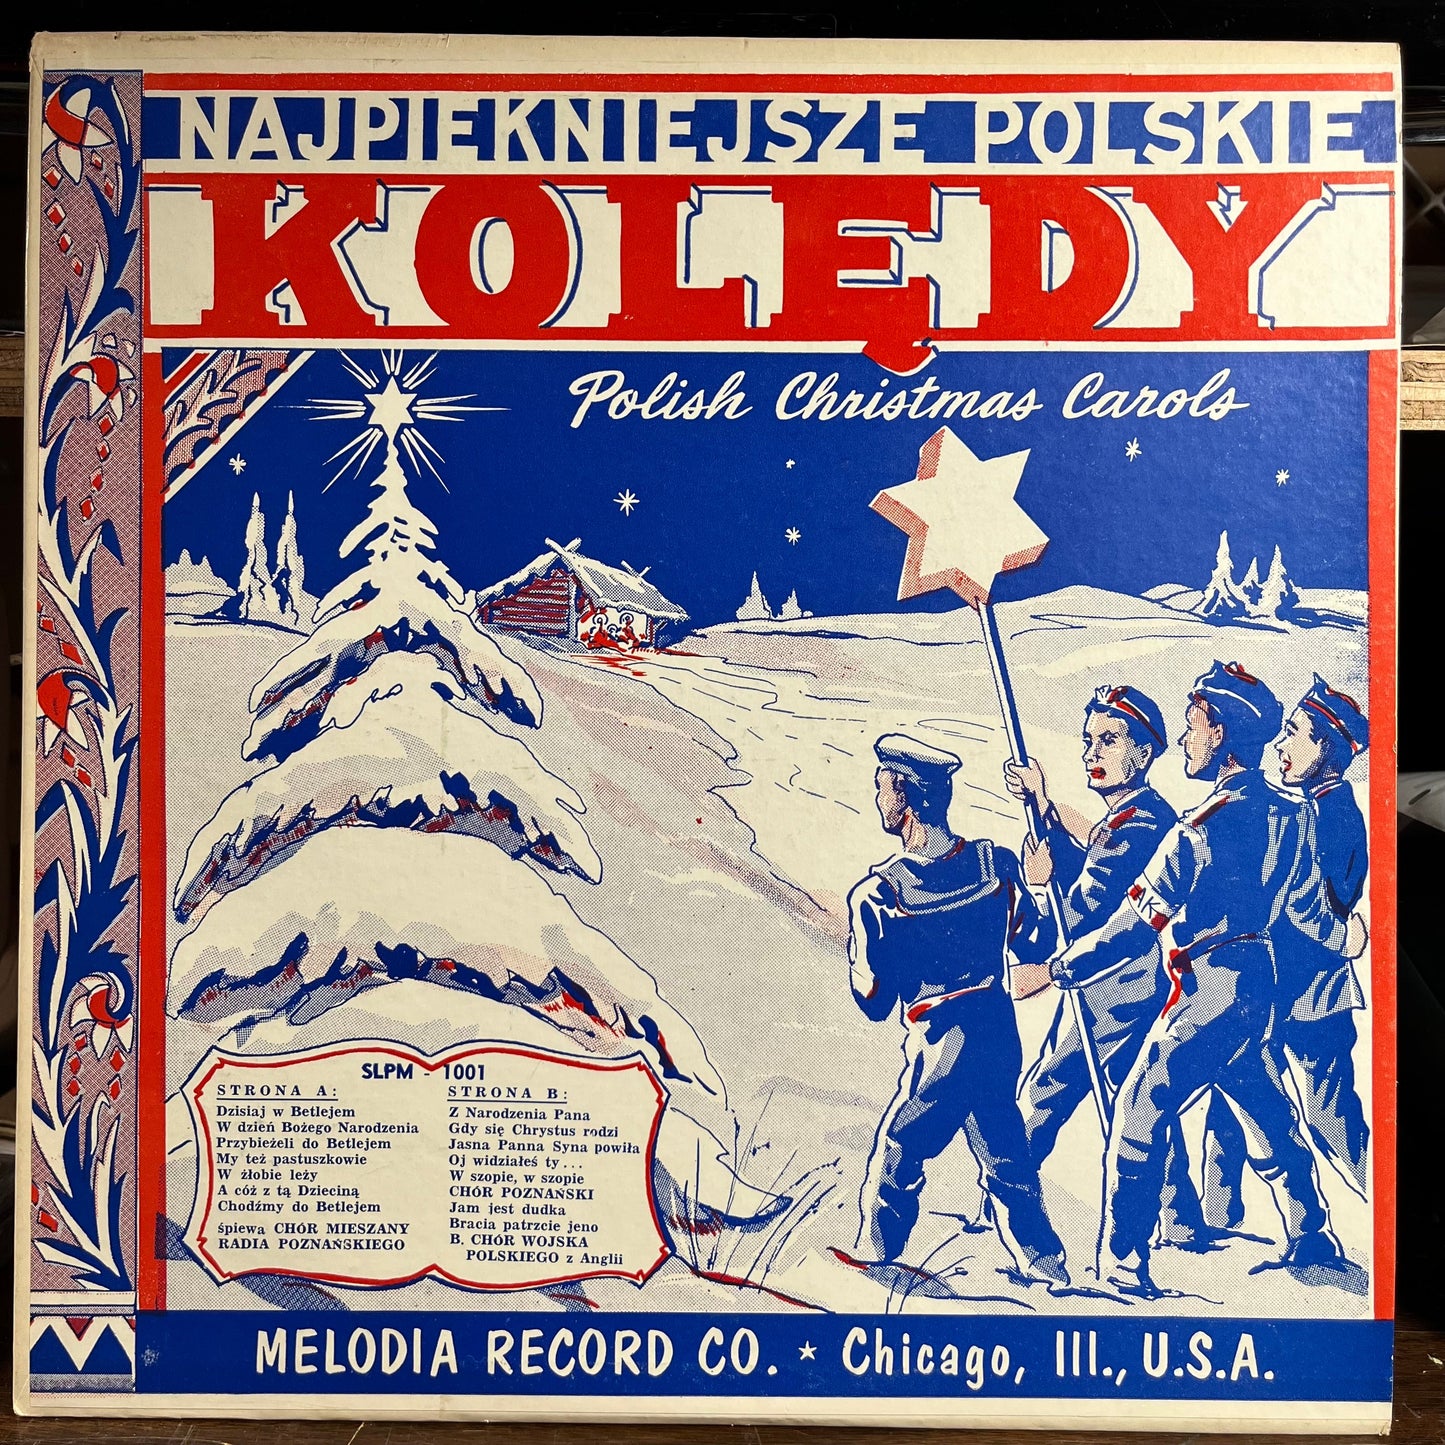 NAJPIEKNIEJSZE POLSKIE
KOLĘDY
Polish Christmas Carols
AK
SLPM - 1001
STRONA A:
Dzisiaj w Betlejem
W dzień Bożego Narodzenia
Przybieżeli do Betlejem
My też pastuszkowie
W żłobie leży
A cóż z tą Dzieciną
Chodźmy do Betlejem
śpiewa CHÓR MIESZANY
RADIA POZNAŃSKIEGO
STRONA B:
Z Narodzenia Pana
Gdy się Chrystus rodzi
Jasna Panna Syna powiła
Oj widziałeś ty...
W szopie, w szopie
CHÓR POZNAŃSKI
Jam jest dudka
Bracia patrzcie jeno
B. CHÓR WOJSKA
POLSKIEGO z Anglii
MELODIA RECORD CO. * Chicago, Ill., U.S.A.